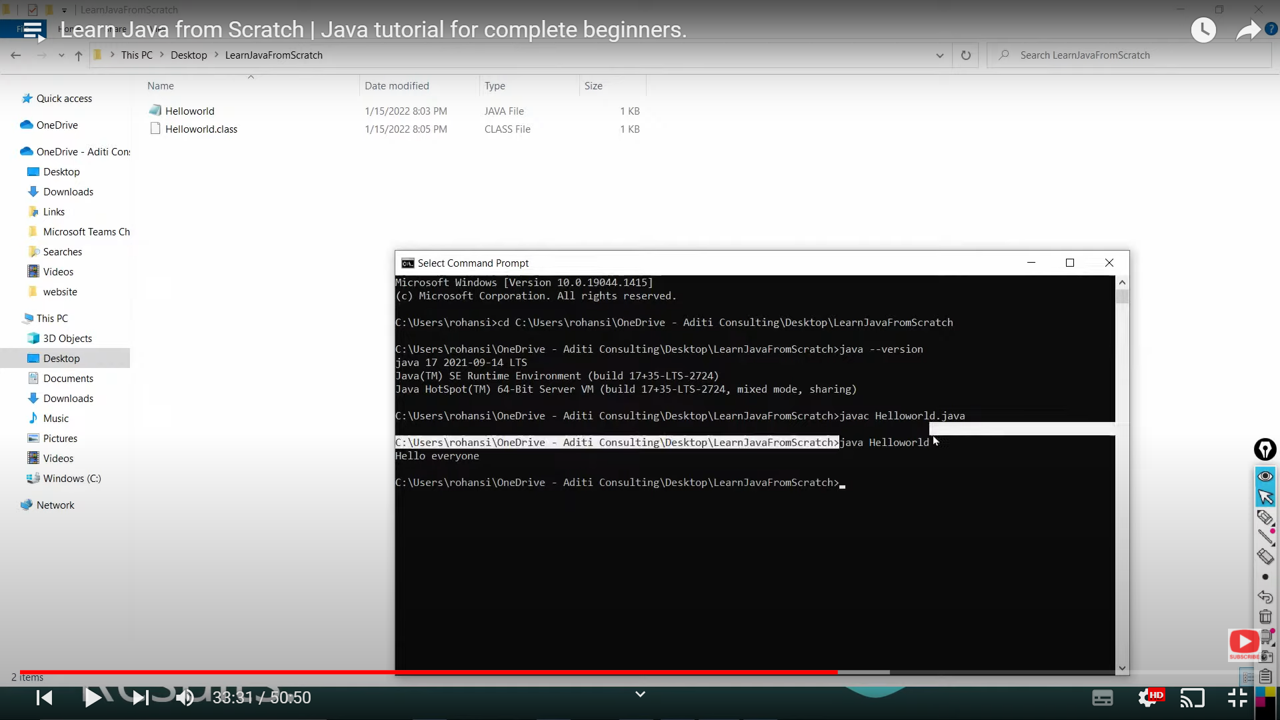 LearnJavaFromScratch
Learn Java from Scratch | Java tutorial for complete beginners.
This PC
Desktop
LearnJavaFromScratch
Search LearnJavaFromScratch
Name
Date modified
Type
Size
Quick access
Helloworld
1/15/2022 8:03 PM
JAVA File
1 KB
OneDrive
Helloworld.class
1/15/2022 8:05 PM
CLASS File
1 KB
OneDrive - Aditi Cons
Desktop
Downloads
Links
Microsoft Teams Ch
Searches
Videos
website
This PC
3D Objects
Desktop
Documents
Downloads
Music
Pictures
Videos
Windows (C:)
Network
Select Command Prompt
Microsoft Windows [Version 10.0.19044.1415]
(c) Microsoft Corporation. All rights reserved.
C:\Users\rohansi>cd C:\Users\rohansi\OneDrive - Aditi Consulting\Desktop\LearnJavaFromScratch
C:\Users\rohansi\OneDrive - Aditi Consulting\Desktop\LearnJavaFromScratch>java --version
java 17 2021-09-14 LTS
Java(TM) SE Runtime Environment (build 17+35-LTS-2724)
Java HotSpot(TM) 64-Bit Server VM (build 17+35-LTS-2724, mixed mode, sharing)
C:\Users\rohansi\OneDrive - Aditi Consulting\Desktop\LearnJavaFromScratch>javac Helloworld.java
C:\Users\rohansi\OneDrive - Aditi Consulting\Desktop\LearnJavaFromScratch>java Helloworld
Hello everyone
C:\Users\rohansi\OneDrive - Aditi Consulting\Desktop\LearnJavaFromScratch>
SUBSCRIBE
2 items
33:31 / 50:50
HD